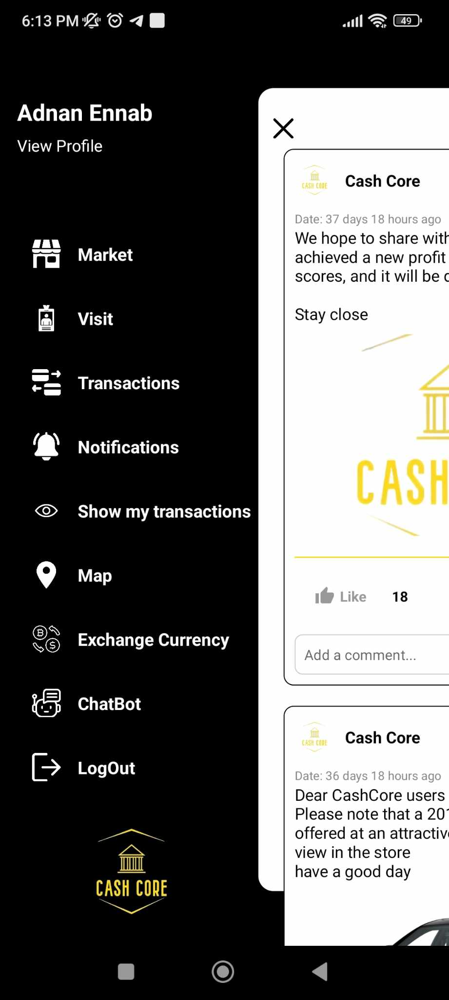 6:13 PM
49
Adnan Ennab
View Profile
Market
Visit
Transactions
Notifications
Show my transactions
Map
Exchange Currency
ChatBot
LogOut
CASH CORE
CASH CORE
Cash Core
Date: 37 days 18 hours ago
We hope to share with
achieved a new profit
scores, and it will be
Stay close
CASH
Like 18
Add a comment...
CASH CORE
Cash Core
Date: 36 days 18 hours ago
Dear CashCore users
Please note that a 201
offered at an attractive
view in the store
have a good day